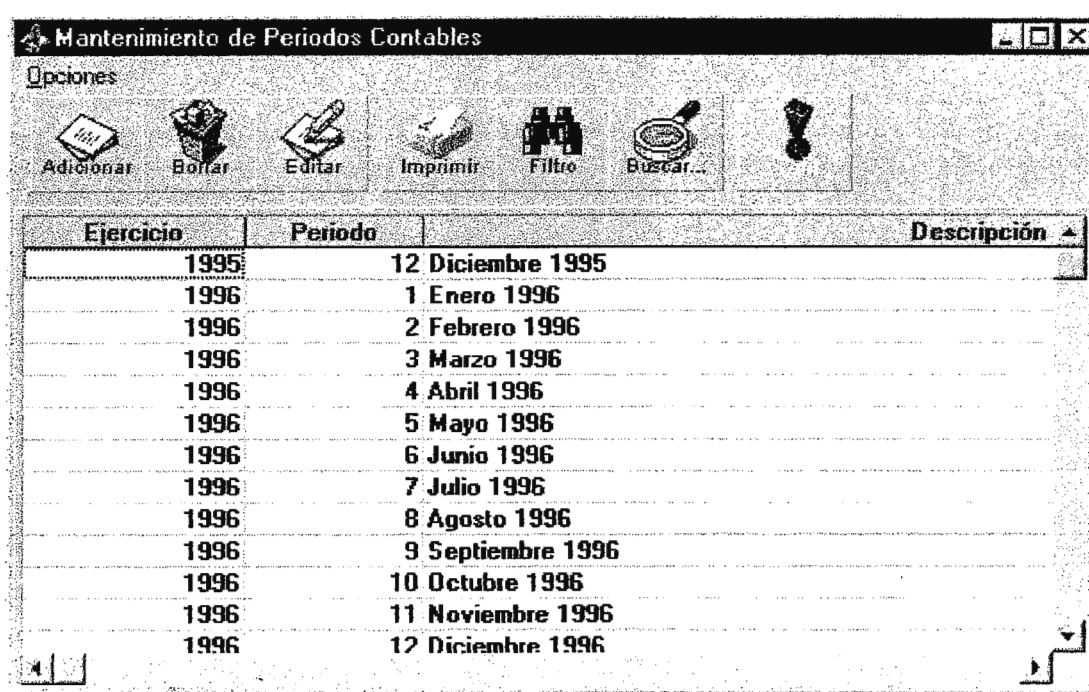 Mantenimiento de Periodos Contables
Opciones
Adicionar Borrar Editar Imprimir Filtro Buscar...
Ejercicio Periodo Descripción
1995 12 Diciembre 1995
1996 1 Enero 1996
1996 2 Febrero 1996
1996 3 Marzo 1996
1996 4 Abril 1996
1996 5 Mayo 1996
1996 6 Junio 1996
1996 7 Julio 1996
1996 8 Agosto 1996
1996 9 Septiembre 1996
1996 10 Octubre 1996
1996 11 Noviembre 1996
1996 12 Diciembre 1996